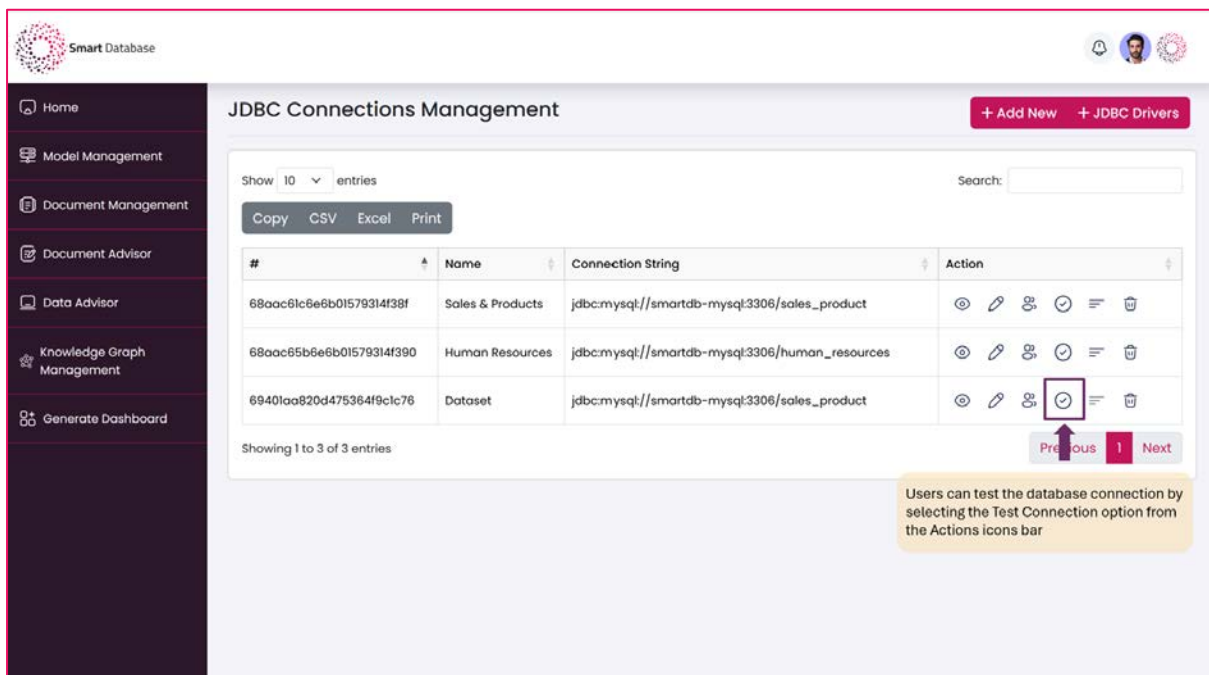 Smart Database
Home
JDBC Connections Management
+ Add New + JDBC Drivers
Model Management
Document Management
Document Advisor
Data Advisor
Knowledge Graph
Management
Generate Dashboard
Show 10 entries
Search:
Copy CSV Excel Print
# Name Connection String Action
68aac61c6e6b01579314f38f Sales & Products jdbc:mysql://smartdb-mysql:3306/sales_product
68aac65b6e6b01579314f390 Human Resources jdbc:mysql://smartdb-mysql:3306/human_resources
69401aa820d475364f9c1c76 Dataset jdbc:mysql://smartdb-mysql:3306/sales_product
Showing 1 to 3 of 3 entries
Previous 1 Next
Users can test the database connection by
selecting the Test Connection option from
the Actions icons bar